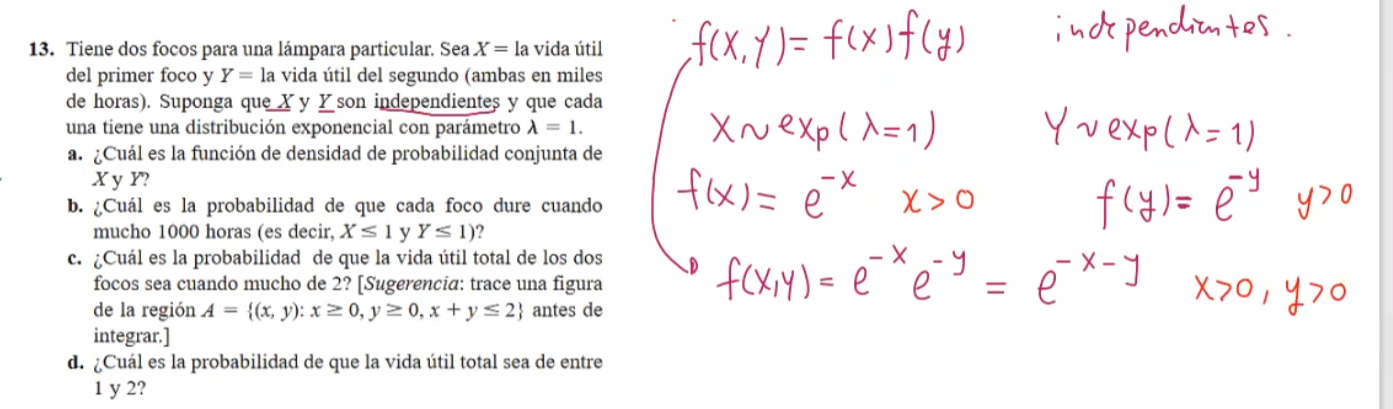 13. Tiene dos focos para una lámpara particular. Sea X = la vida útil
del primer foco y Y = la vida útil del segundo (ambas en miles
de horas). Suponga que X y Y son independientes y que cada
una tiene una distribución exponencial con parámetro λ = 1.
a. ¿Cuál es la función de densidad de probabilidad conjunta de
X y Y?
b. ¿Cuál es la probabilidad de que cada foco dure cuando
mucho 1000 horas (es decir, X ≤ 1 y Y ≤ 1)?
c. ¿Cuál es la probabilidad de que la vida útil total de los dos
focos sea cuando mucho de 2? [Sugerencia: trace una figura
de la región A = {(x, y): x ≥ 0, y ≥ 0, x + y ≤ 2} antes de
integrar.]
d. ¿Cuál es la probabilidad de que la vida útil total sea de entre
1 y 2?
f(X,Y) = f(x) f(y) independientes.
X ~ exp(λ=1) Y ~ exp(λ=1)
f(x) = e^{-x} x>0 f(y) = e^{-y} y>0
f(x,y) = e^{-x} e^{-y} = e^{-x-y} x>0, y>0